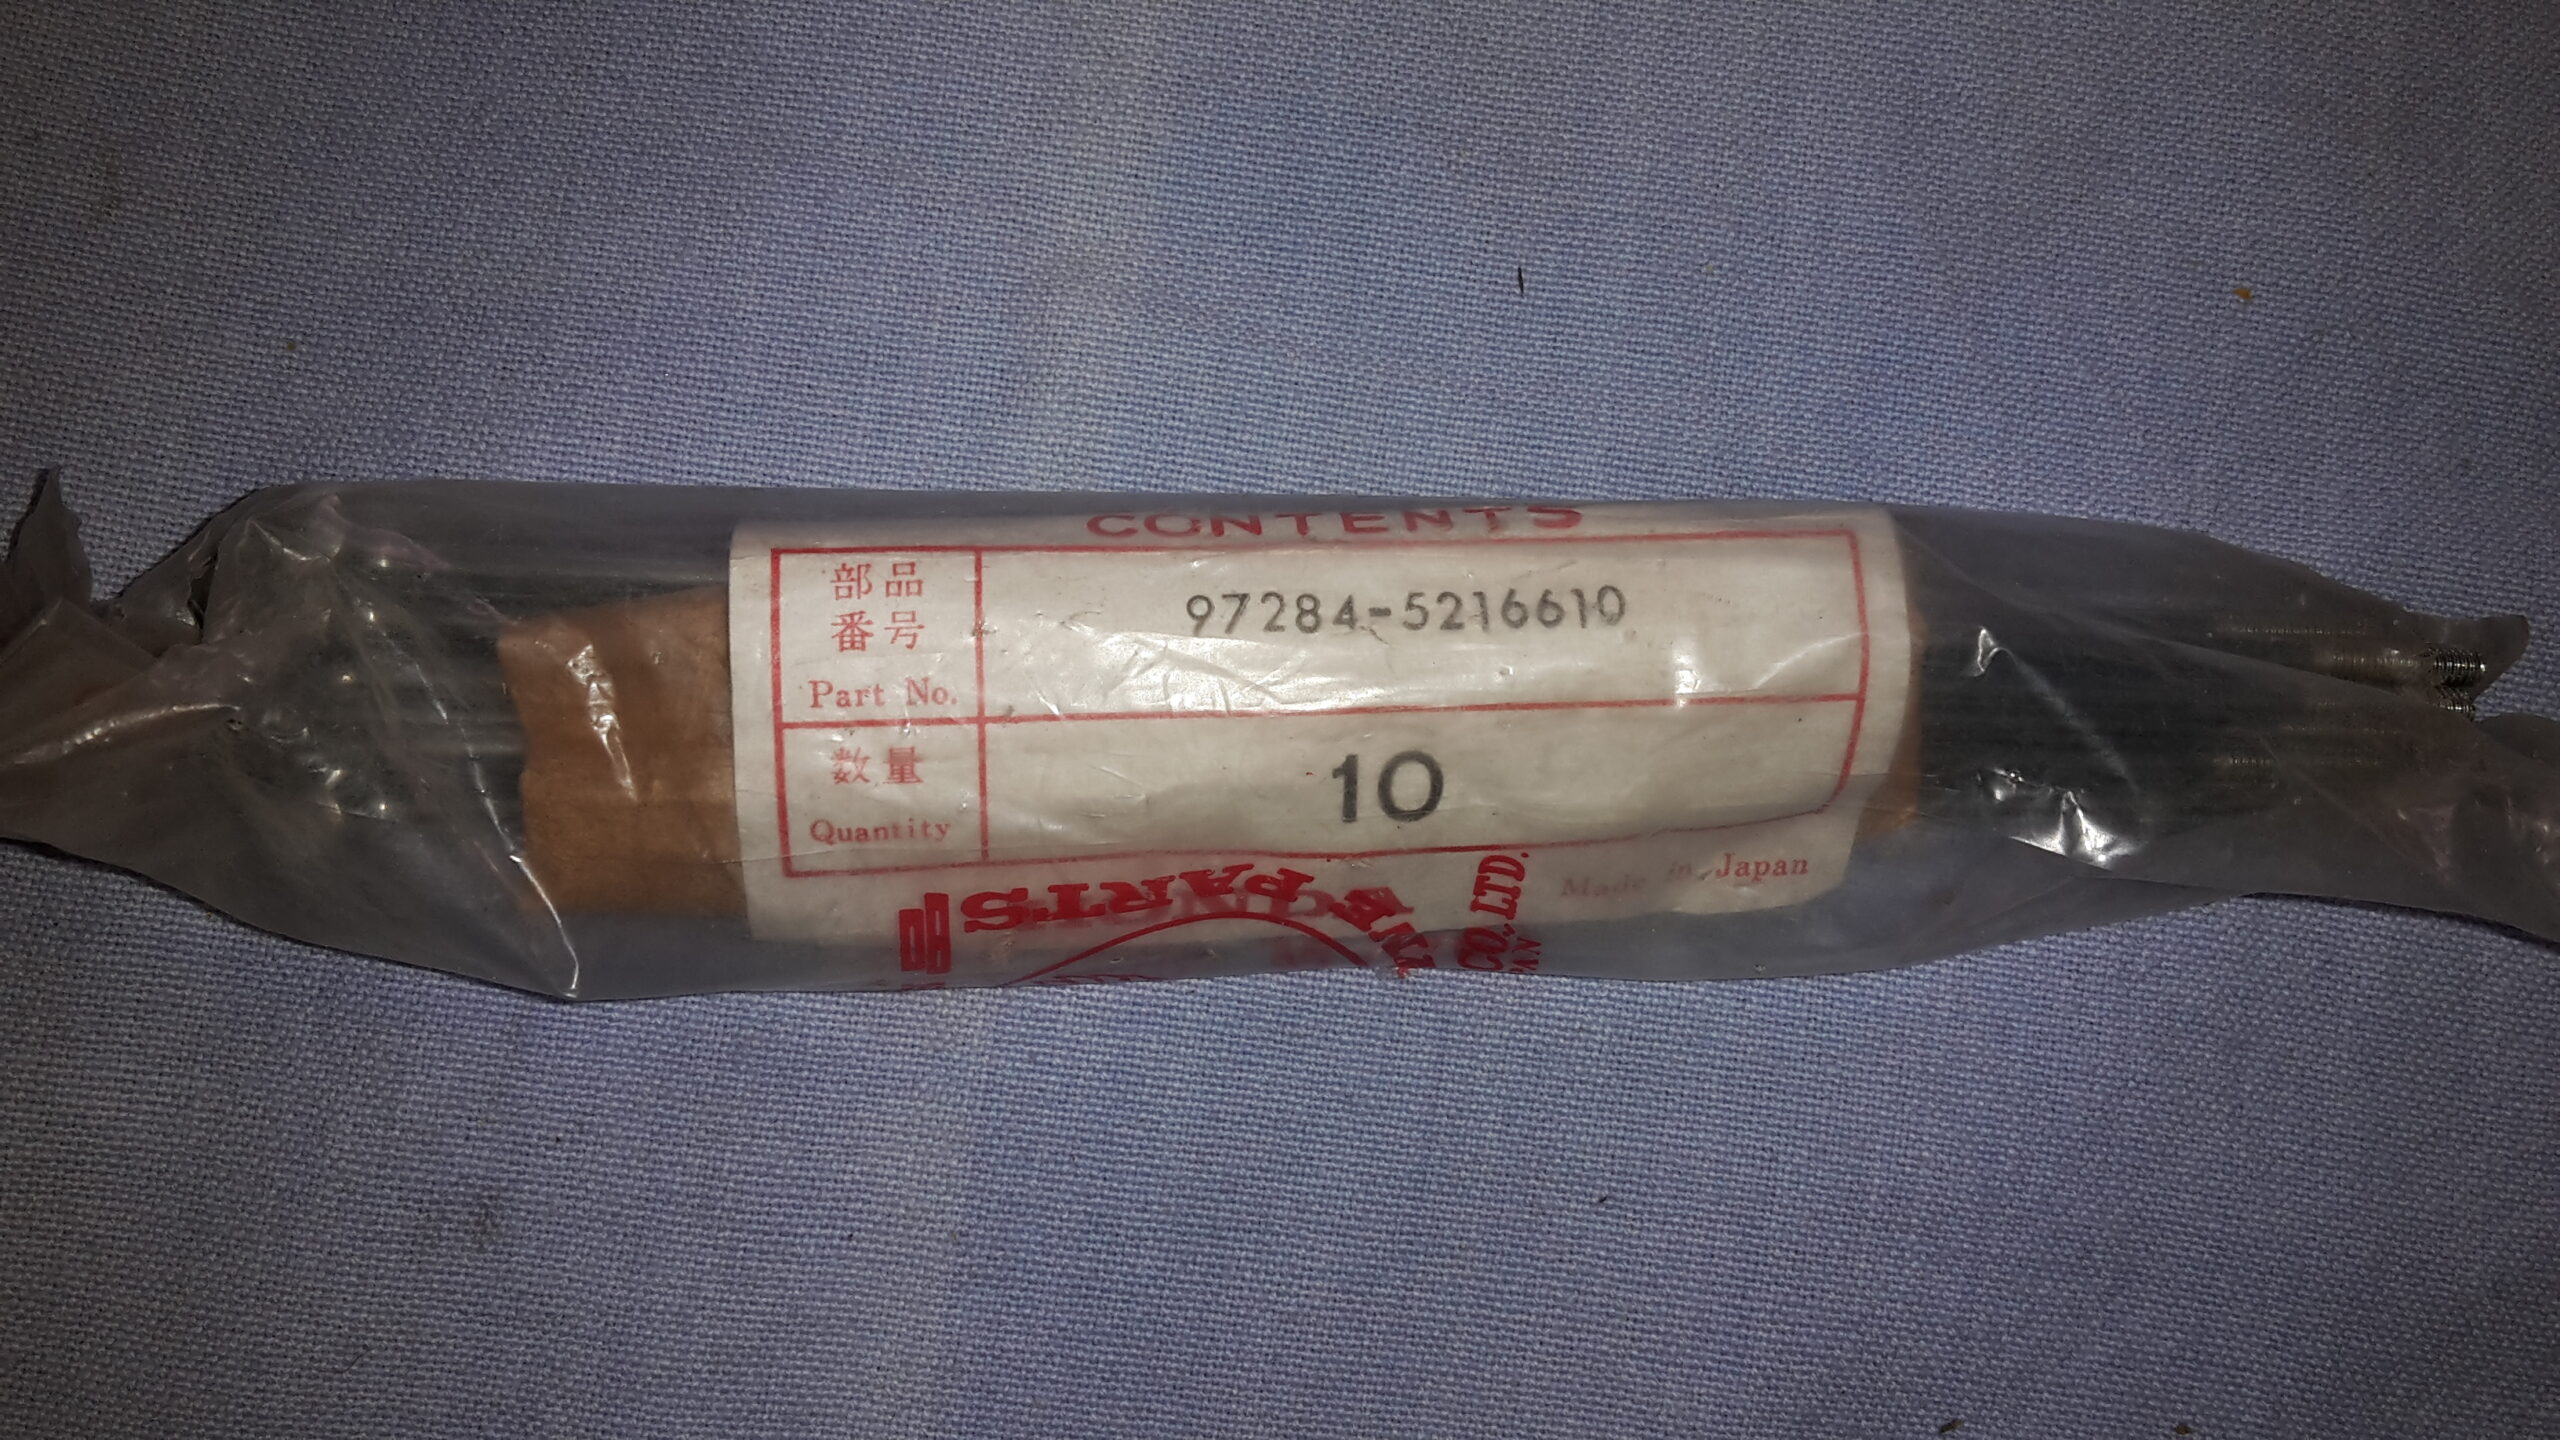 CONTENTS
部品
番号
Part No.
97284-5216610
数量
Quantity
10
Made in Japan
PARTS
CO., LTD.